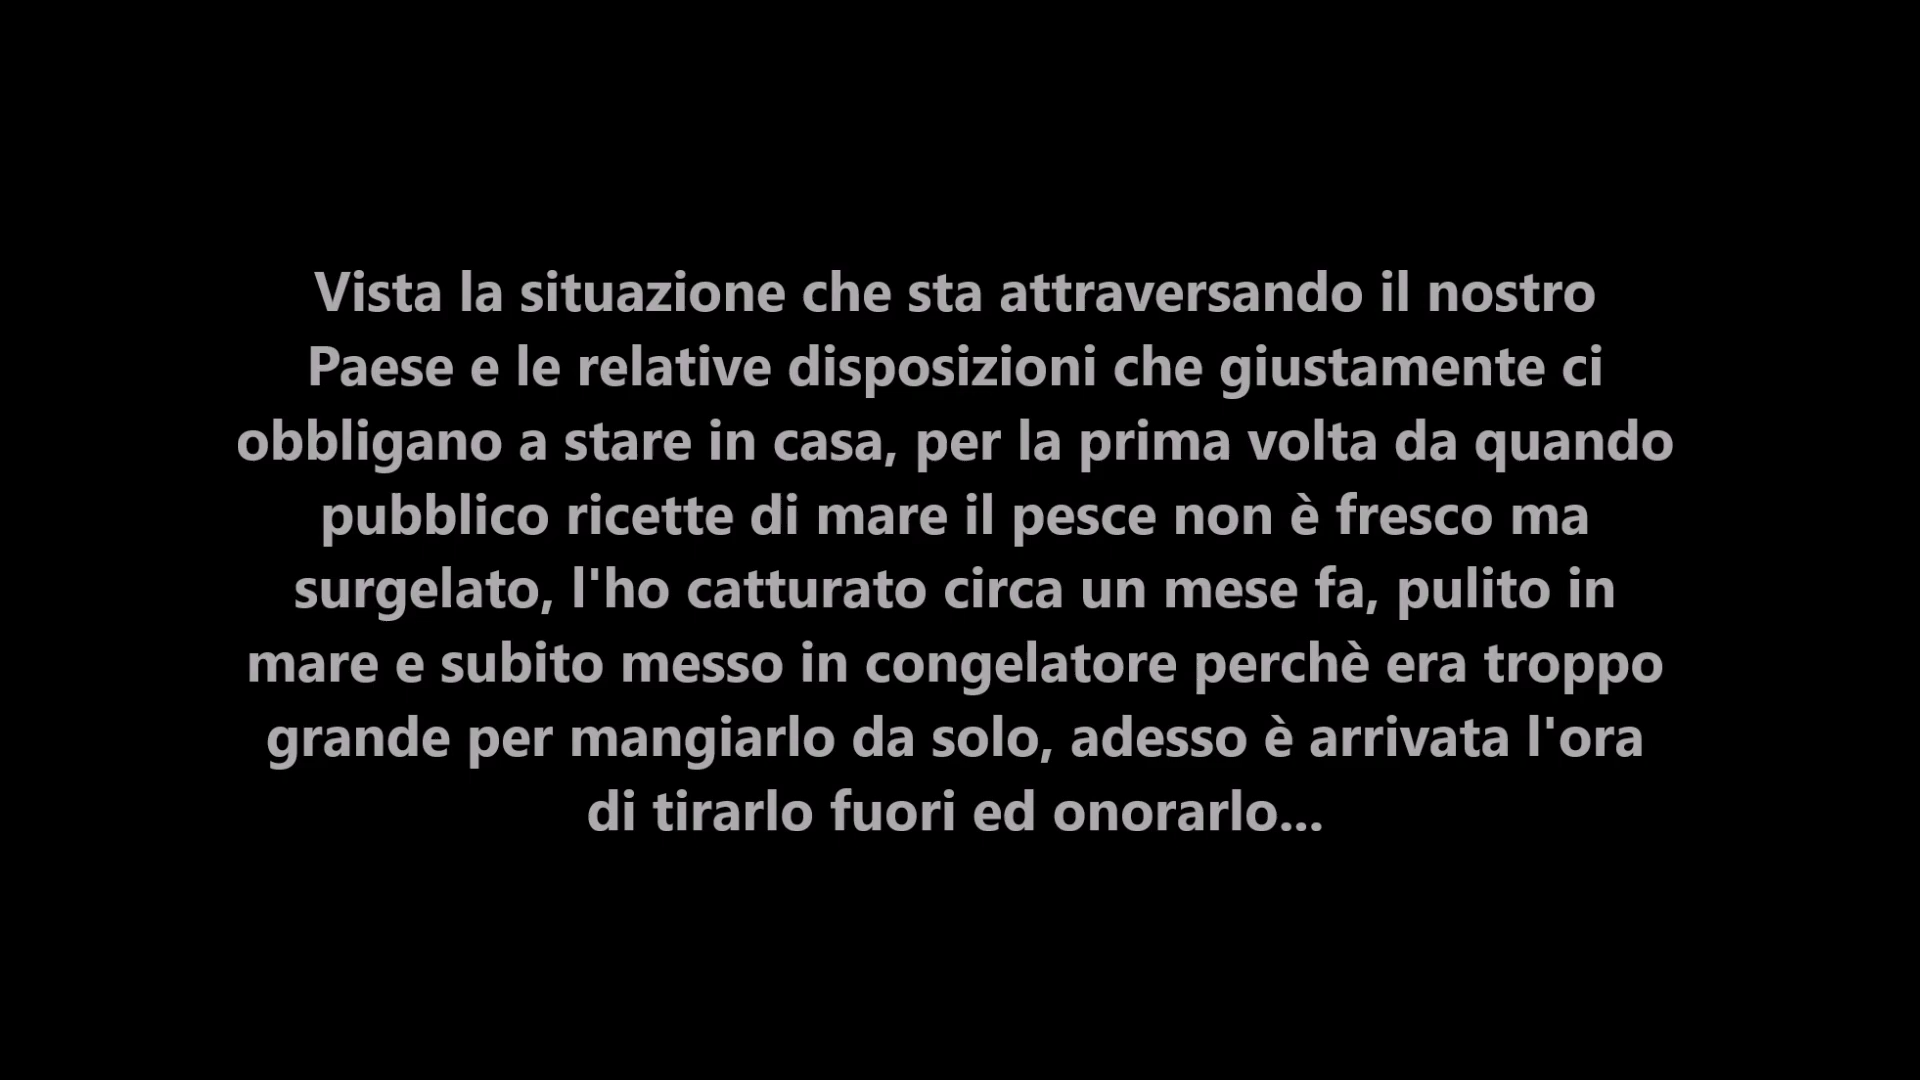 Vista la situazione che sta attraversando il nostro
Paese e le relative disposizioni che giustamente ci
obbligano a stare in casa, per la prima volta da quando
pubblico ricette di mare il pesce non è fresco ma
surgelato, l'ho catturato circa un mese fa, pulito in
mare e subito messo in congelatore perchè era troppo
grande per mangiarlo da solo, adesso è arrivata l'ora
di tirarlo fuori ed onorarlo...